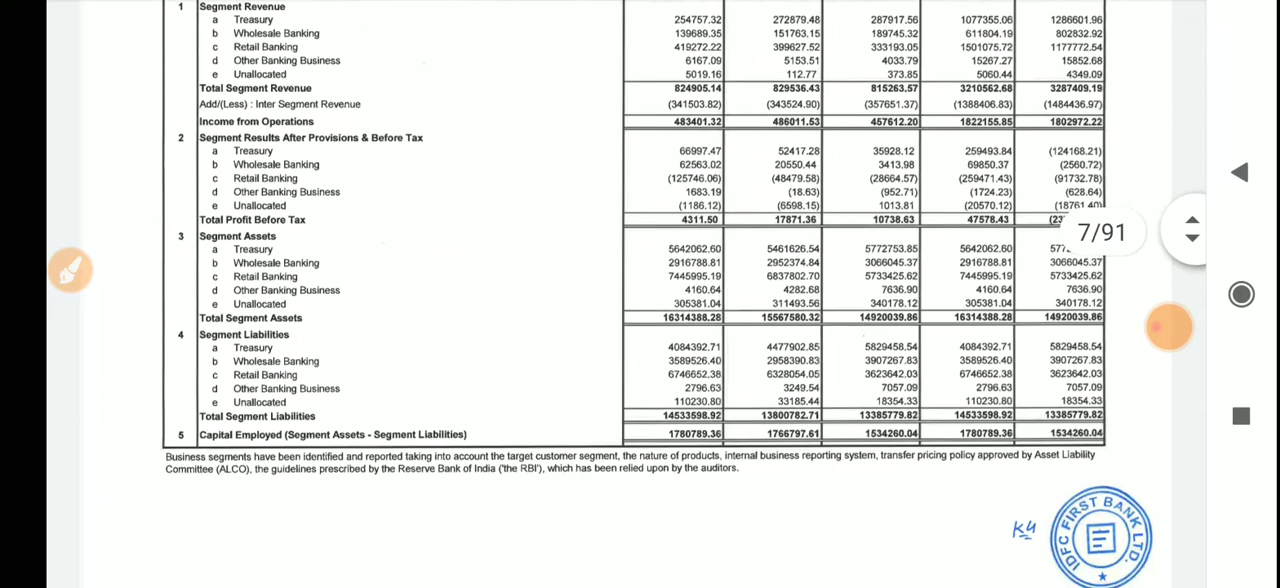 1 Segment Revenue
a Treasury 254757.32 272879.48 287917.56 1077355.06 1286601.96
b Wholesale Banking 139689.35 151763.15 189745.32 611804.19 802832.92
c Retail Banking 419272.22 399627.52 333193.05 1501075.72 1177772.54
d Other Banking Business 6167.09 5153.51 4033.79 15267.27 15852.68
e Unallocated 5019.16 112.77 373.85 5060.44 4349.09
Total Segment Revenue 824905.14 829536.43 815263.57 3210562.68 3287409.19
Add/(Less) : Inter Segment Revenue (341503.82) (343524.90) (357651.37) (1388406.83) (1484436.97)
Income from Operations 483401.32 486011.53 457612.20 1822155.85 1802972.22
2 Segment Results After Provisions & Before Tax
a Treasury 66997.47 52417.28 35928.12 259493.84 (124168.21)
b Wholesale Banking 62563.02 20550.44 3413.98 69850.37 (2560.72)
c Retail Banking (125746.06) (48479.58) (28664.57) (259471.43) (91732.78)
d Other Banking Business 1683.19 (18.63) (952.71) (1724.23) (628.64)
e Unallocated (1186.12) (6598.15) 1013.81 (20570.12) (18761.40)
Total Profit Before Tax 4311.50 17871.36 10738.63 47578.43 (23
7/91
3 Segment Assets
a Treasury 5642062.60 5461626.54 5772753.85 5642062.60 577
b Wholesale Banking 2916788.81 2952374.84 3066045.37 2916788.81 3066045.37
c Retail Banking 7445995.19 6837802.70 5733425.62 7445995.19 5733425.62
d Other Banking Business 4160.64 4282.68 7636.90 4160.64 7636.90
e Unallocated 305381.04 311493.56 340178.12 305381.04 340178.12
Total Segment Assets 16314388.28 15567580.32 14920039.86 16314388.28 14920039.86
4 Segment Liabilities
a Treasury 4084392.71 4477902.85 5829458.54 4084392.71 5829458.54
b Wholesale Banking 3589526.40 2958390.83 3907267.83 3589526.40 3907267.83
c Retail Banking 6746652.38 6328054.05 3623642.03 6746652.38 3623642.03
d Other Banking Business 2796.63 3249.54 7057.09 2796.63 7057.09
e Unallocated 110230.80 33185.44 18354.33 110230.80 18354.33
Total Segment Liabilities 14533598.92 13800782.71 13385779.82 14533598.92 13385779.82
5 Capital Employed (Segment Assets - Segment Liabilities) 1780789.36 1766797.61 1534260.04 1780789.36 1534260.04
Business segments have been identified and reported taking into account the target customer segment, the nature of products, internal business reporting system, transfer pricing policy approved by Asset Liability
Committee (ALCO), the guidelines prescribed by the Reserve Bank of India ('the RBI'), which has been relied upon by the auditors.
IDFC FIRST BANK LTD.